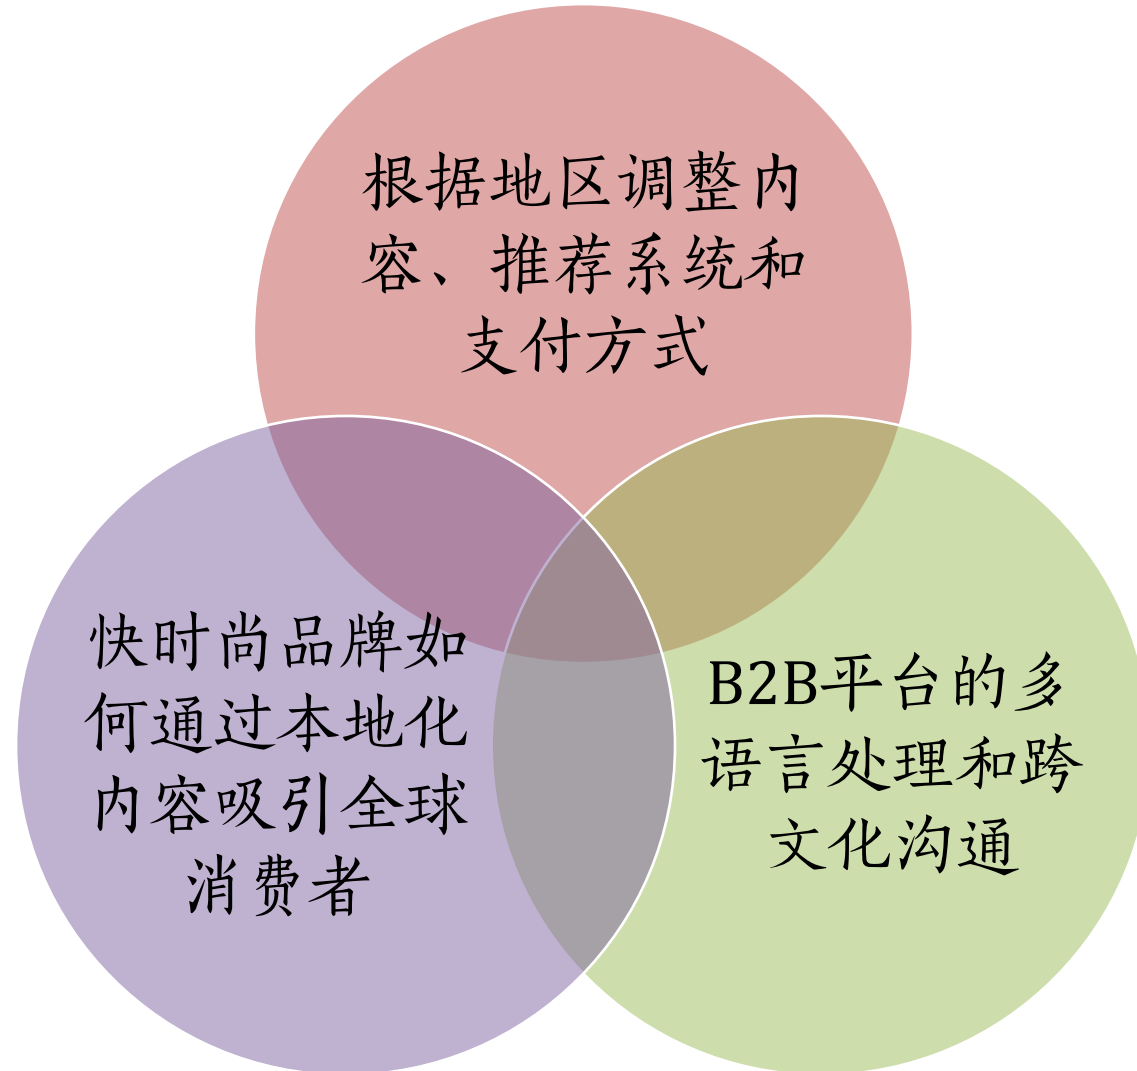 根据地区调整内
容、推荐系统和
支付方式
快时尚品牌如
何通过本地化
内容吸引全球
消费者
B2B平台的多
语言处理和跨
文化沟通